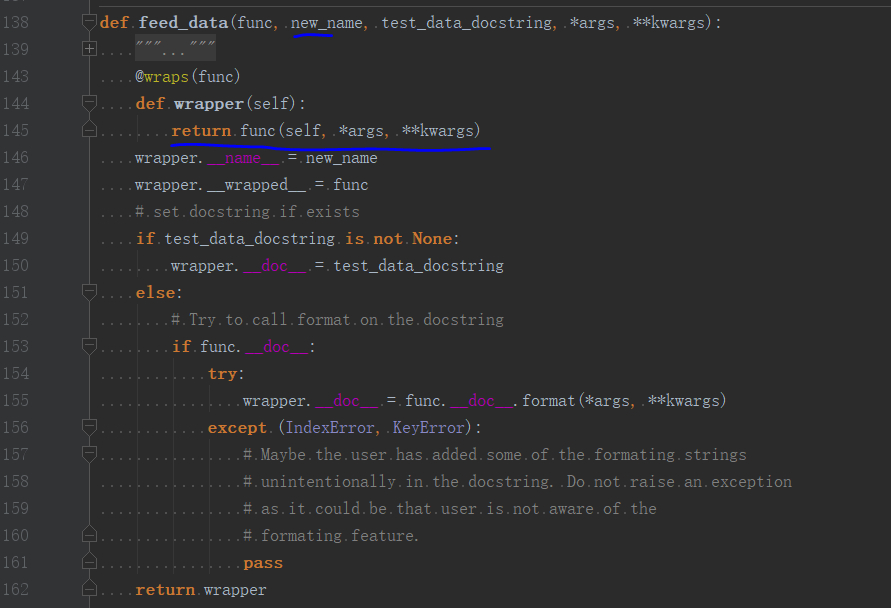 138 def feed_data(func, new_name, test_data_docstring, *args, **kwargs):
139     """..."""
143     @wraps(func)
144     def wrapper(self):
145         return func(self, *args, **kwargs)
146     wrapper.__name__ = new_name
147     wrapper.__wrapped__ = func
148     # set docstring if exists
149     if test_data_docstring is not None:
150         wrapper.__doc__ = test_data_docstring
151     else:
152         # Try to call format on the docstring
153         if func.__doc__:
154             try:
155                 wrapper.__doc__ = func.__doc__.format(*args, **kwargs)
156             except (IndexError, KeyError):
157                 # Maybe the user has added some of the formating strings
158                 # unintentionally in the docstring. Do not raise an exception
159                 # as it could be that user is not aware of the
160                 # formating feature.
161                 pass
162     return wrapper